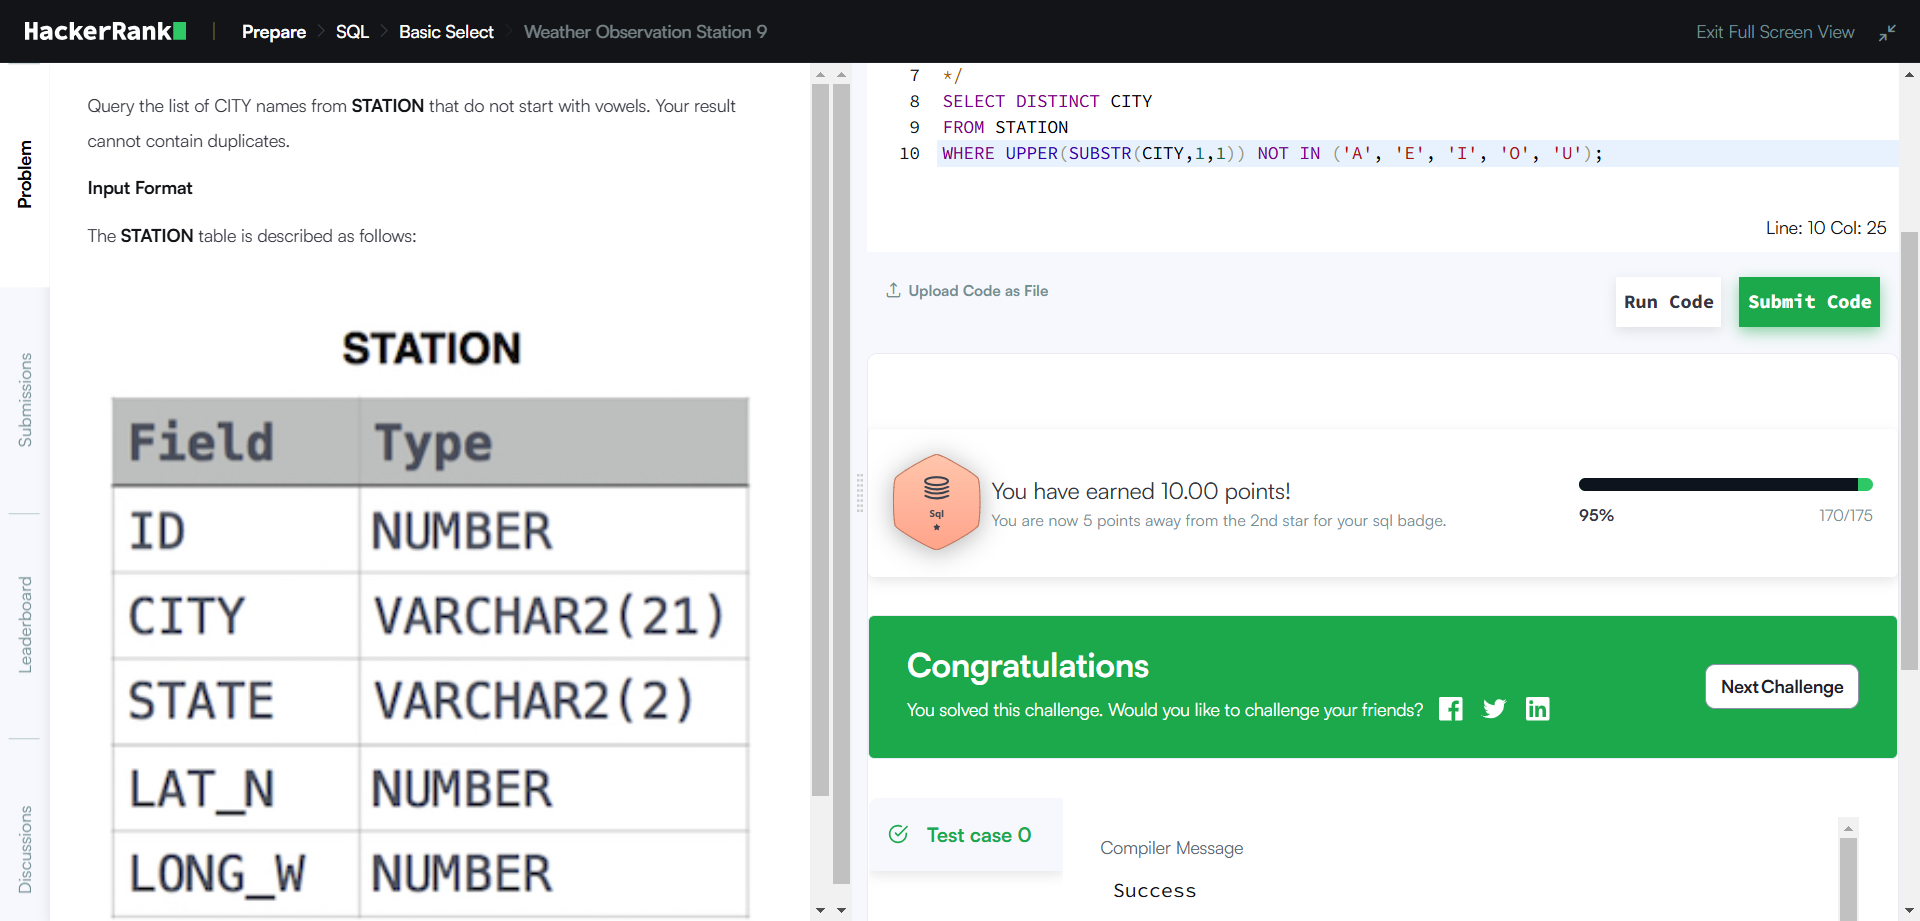 HackerRank | Prepare > SQL > Basic Select > Weather Observation Station 9
Exit Full Screen View
Problem
Submissions
Leaderboard
Discussions
Query the list of CITY names from STATION that do not start with vowels. Your result
cannot contain duplicates.
Input Format
The STATION table is described as follows:
STATION
Field Type
ID NUMBER
CITY VARCHAR2(21)
STATE VARCHAR2(2)
LAT_N NUMBER
LONG_W NUMBER
7 */
8 SELECT DISTINCT CITY
9 FROM STATION
10 WHERE UPPER(SUBSTR(CITY,1,1)) NOT IN ('A', 'E', 'I', 'O', 'U');
Line: 10 Col: 25
Upload Code as File
Run Code
Submit Code
Sql
You have earned 10.00 points!
You are now 5 points away from the 2nd star for your sql badge.
95% 170/175
Congratulations
You solved this challenge. Would you like to challenge your friends?
Next Challenge
Test case 0
Compiler Message
Success